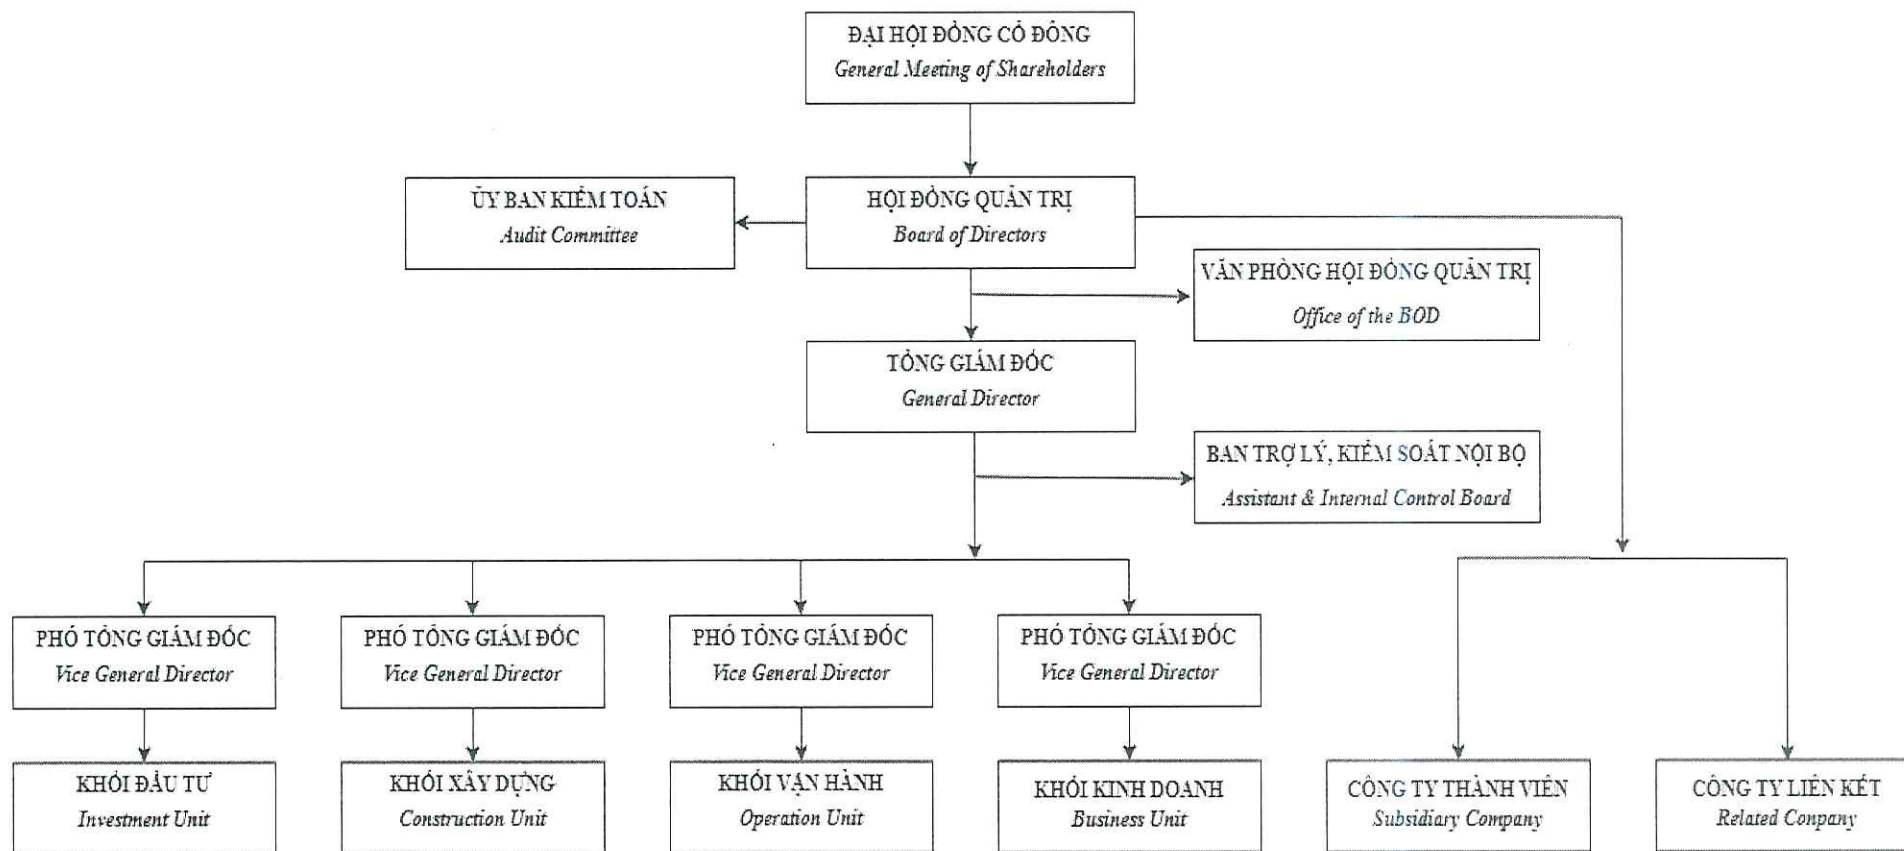 ĐẠI HỘI ĐỒNG CỔ ĐÔNG
General Meeting of Shareholders
ỦY BAN KIỂM TOÁN
Audit Committee
HỘI ĐỒNG QUẢN TRỊ
Board of Directors
VĂN PHÒNG HỘI ĐỒNG QUẢN TRỊ
Office of the BOD
TỔNG GIÁM ĐỐC
General Director
BAN TRỢ LÝ, KIỂM SOÁT NỘI BỘ
Assistant & Internal Control Board
PHÓ TỔNG GIÁM ĐỐC
Vice General Director
PHÓ TỔNG GIÁM ĐỐC
Vice General Director
PHÓ TỔNG GIÁM ĐỐC
Vice General Director
PHÓ TỔNG GIÁM ĐỐC
Vice General Director
KHỐI ĐẦU TƯ
Investment Unit
KHỐI XÂY DỰNG
Construction Unit
KHỐI VẬN HÀNH
Operation Unit
KHỐI KINH DOANH
Business Unit
CÔNG TY THÀNH VIÊN
Subsidiary Company
CÔNG TY LIÊN KẾT
Related Conpany